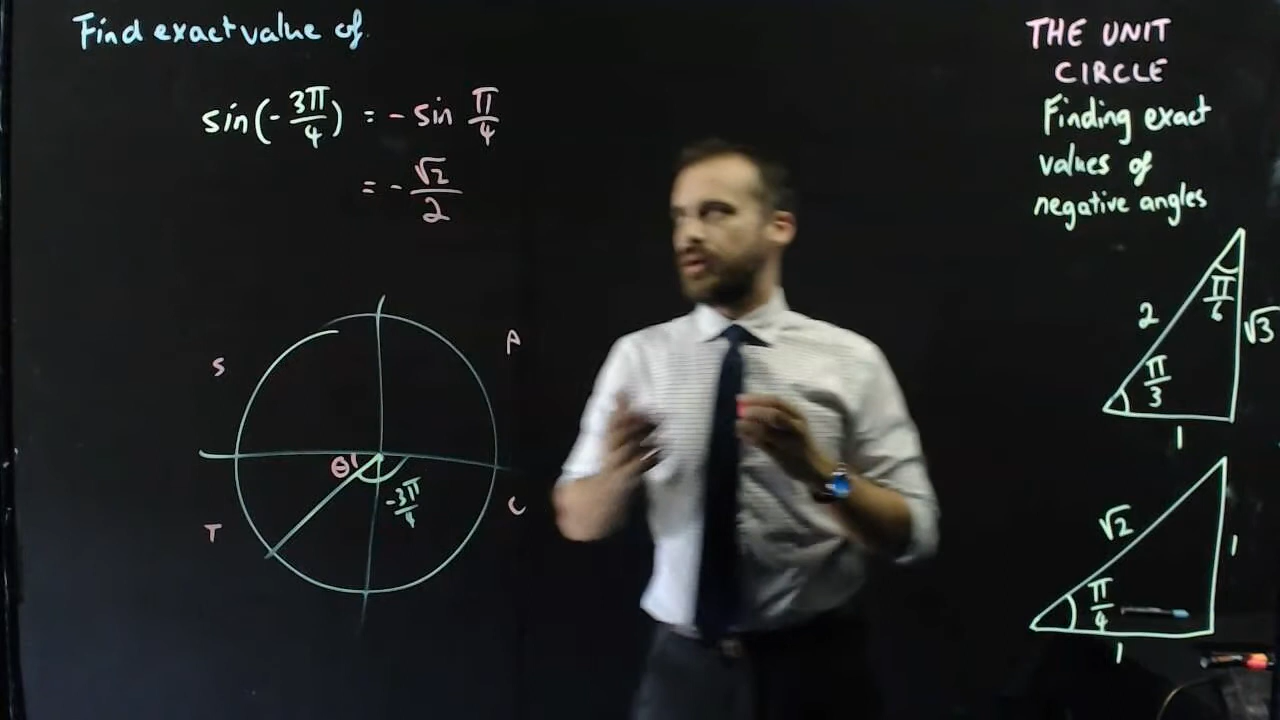 Find exact value of
sin(-3π/4) = - sin π/4
= - √2/2
S
A
θ
-3π/4
T
C
THE UNIT
CIRCLE
Finding exact
values of
negative angles
π/6
2
√3
π/3
1
√2
1
π/4
1